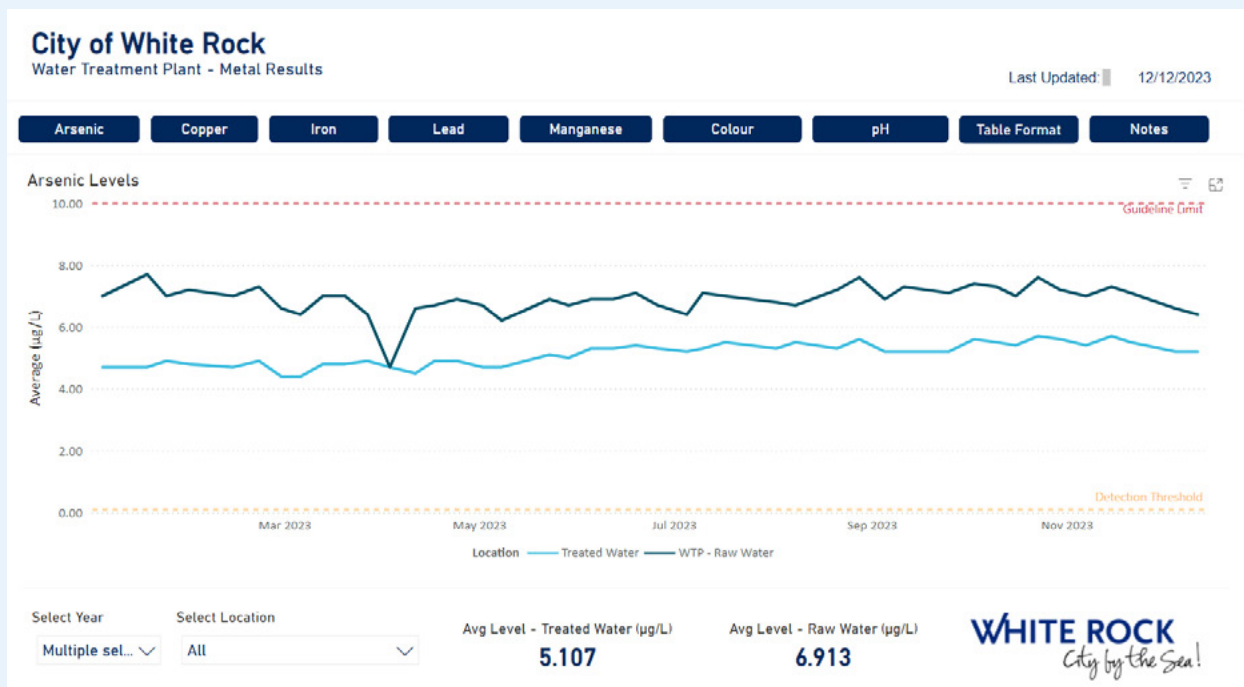 City of White Rock
Water Treatment Plant - Metal Results
Last Updated: 12/12/2023
Arsenic Copper Iron Lead Manganese Colour pH Table Format Notes
Arsenic Levels
10.00
Guideline Limit
8.00
6.00
4.00
2.00
0.00
Average (µg/L)
Detection Threshold
Mar 2023 May 2023 Jul 2023 Sep 2023 Nov 2023
Location Treated Water WTP - Raw Water
Select Year
Multiple sel...
Select Location
All
Avg Level - Treated Water (µg/L)
5.107
Avg Level - Raw Water (µg/L)
6.913
WHITE ROCK
City by the Sea!